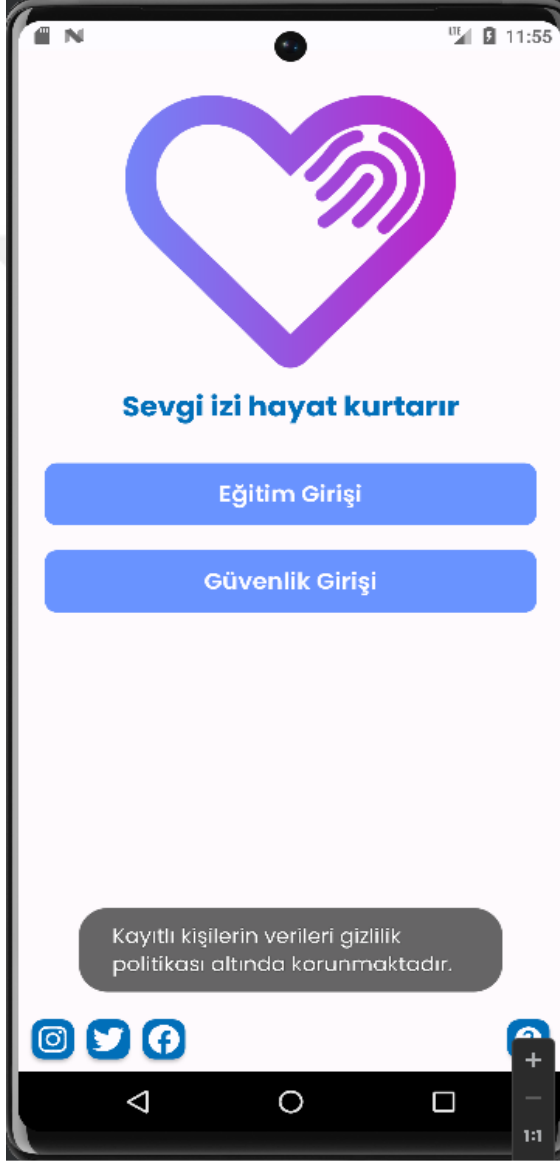 LTE 11:55
Sevgi izi hayat kurtarır
Eğitim Girişi
Güvenlik Girişi
Kayıtlı kişilerin verileri gizlilik
politikası altında korunmaktadır.
1:1